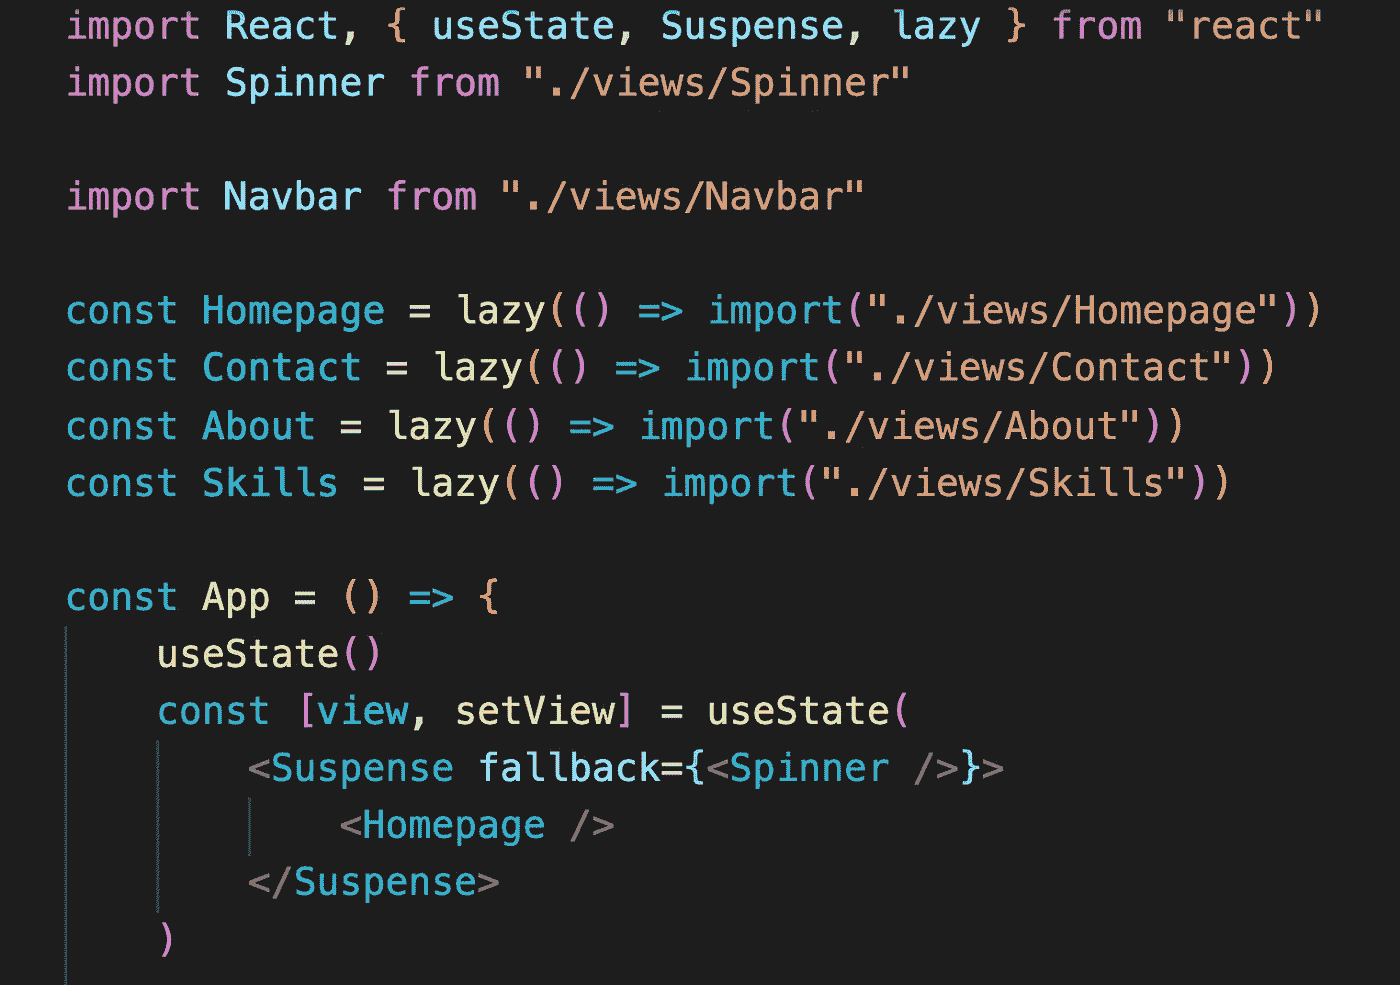 import React, { useState, Suspense, lazy } from "react"
import Spinner from "./views/Spinner"
import Navbar from "./views/Navbar"
const Homepage = lazy(() => import("./views/Homepage"))
const Contact = lazy(() => import("./views/Contact"))
const About = lazy(() => import("./views/About"))
const Skills = lazy(() => import("./views/Skills"))
const App = () => {
useState()
const [view, setView] = useState(
<Suspense fallback={<Spinner />}>
<Homepage />
</Suspense>
)